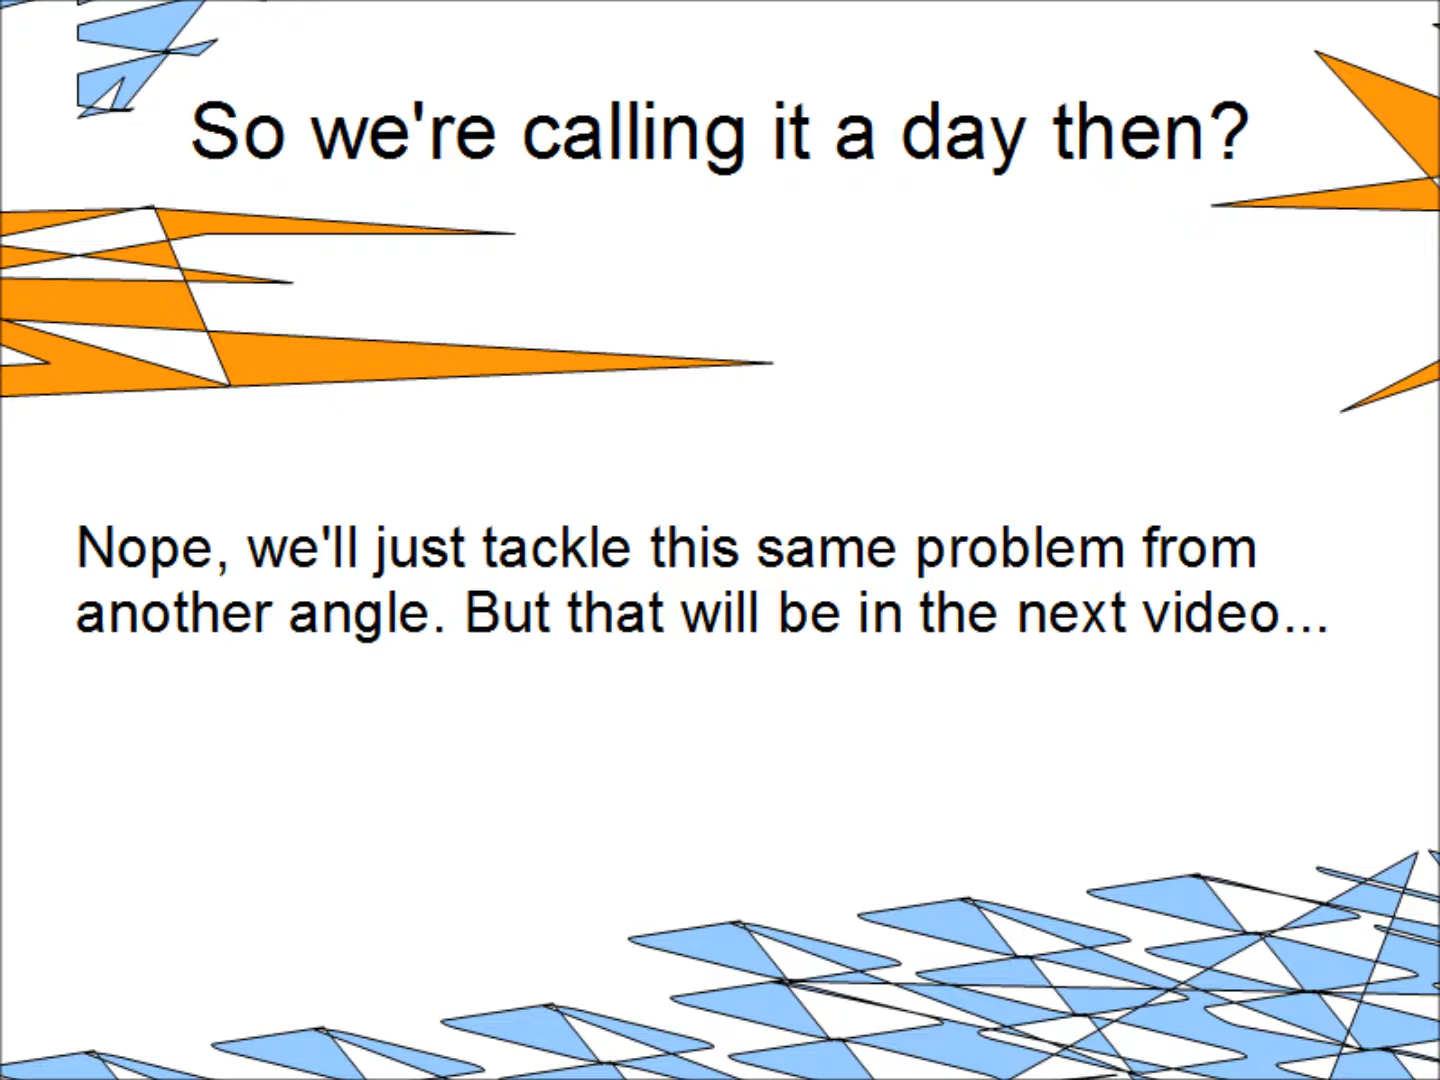 So we're calling it a day then?
Nope, we'll just tackle this same problem from
another angle. But that will be in the next video...